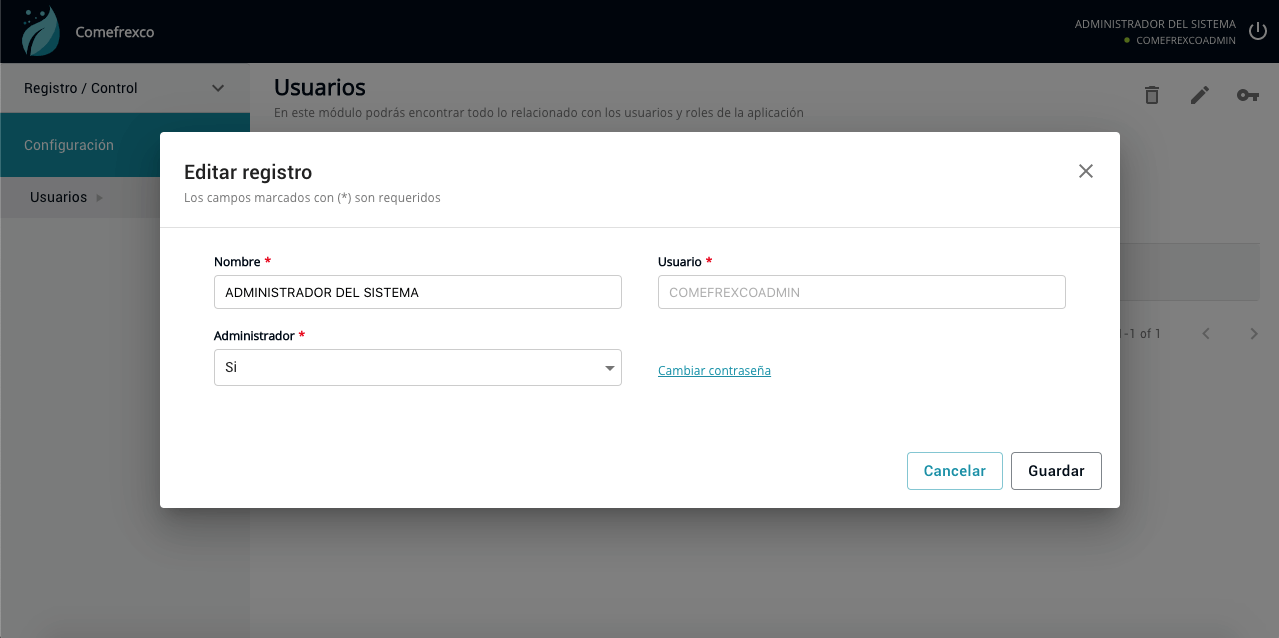 Comefrexco
ADMINISTRADOR DEL SISTEMA
COMEFREXCOADMIN
Registro / Control
Configuración
Usuarios
Usuarios
En este módulo podrás encontrar todo lo relacionado con los usuarios y roles de la aplicación
Editar registro
Los campos marcados con (*) son requeridos
Nombre *
ADMINISTRADOR DEL SISTEMA
Usuario *
COMEFREXCOADMIN
Administrador *
Si
Cambiar contraseña
-1 of 1
Cancelar
Guardar